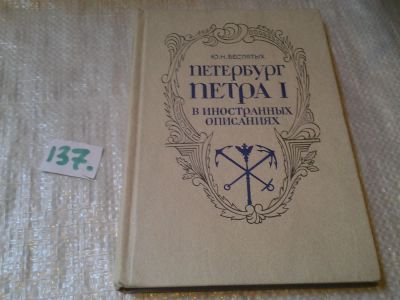 Ю.Н.БЕСПЯТЫХ
ПЕТЕРБУРГ
ПЕТРА I
В ИНОСТРАННЫХ
ОПИСАНИЯХ
137.